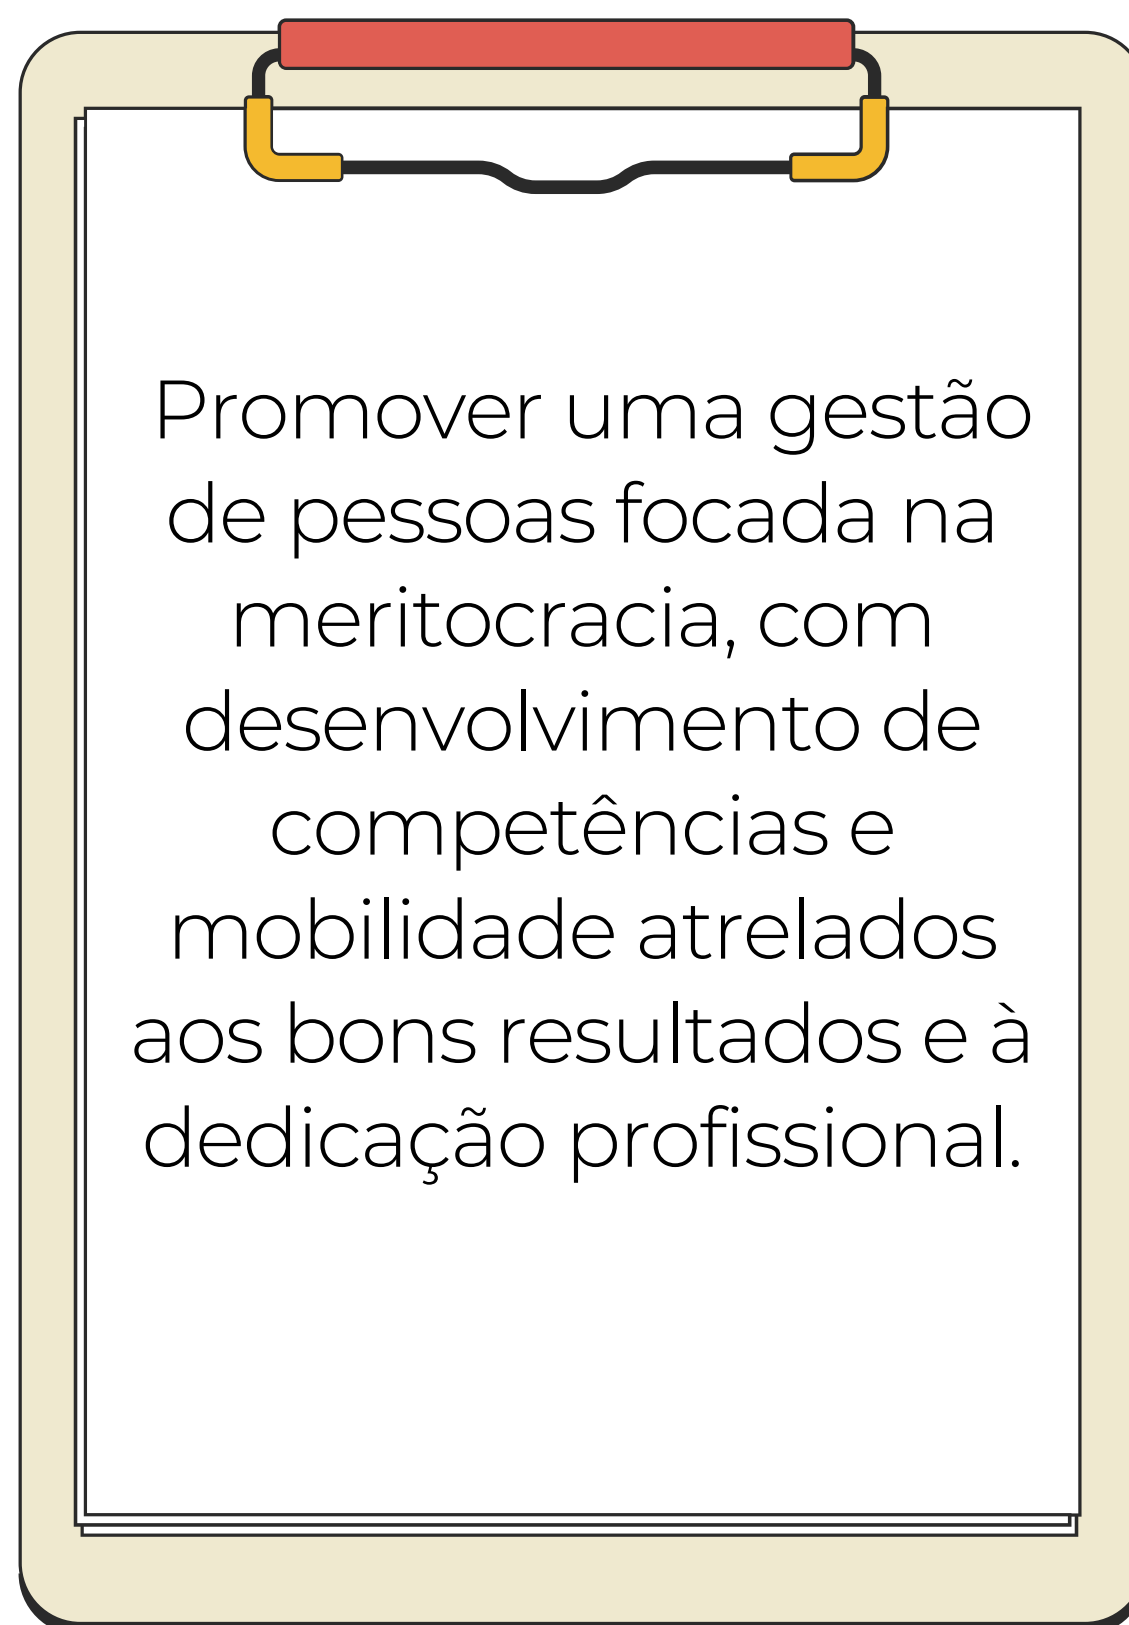 Promover uma gestão
de pessoas focada na
meritocracia, com
desenvolvimento de
competências e
mobilidade atrelados
aos bons resultados e à
dedicação profissional.